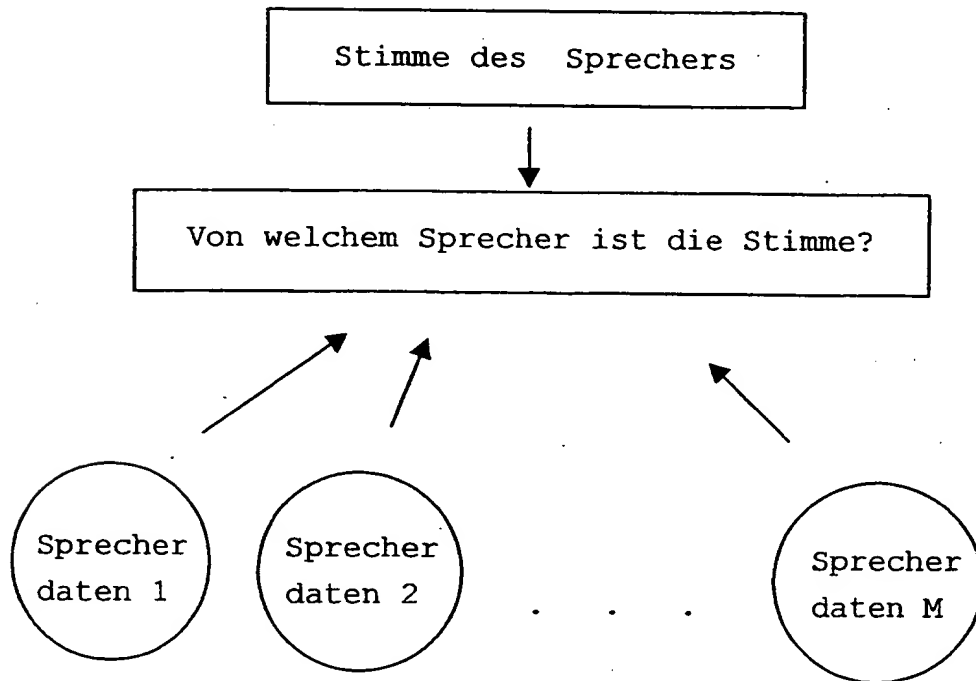 Stimme des Sprechers
Von welchem Sprecher ist die Stimme?
Sprecher
daten 1
Sprecher
daten 2
. . .
Sprecher
daten M